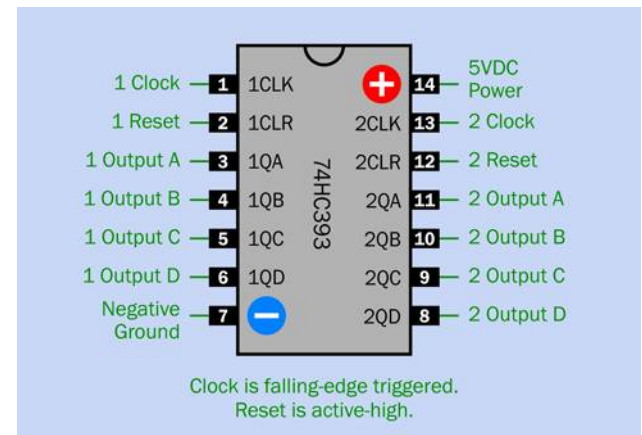 1 Clock 1 1CLK + 14 5VDC Power
1 Reset 2 1CLR 2CLK 13 2 Clock
1 Output A 3 1QA 2CLR 12 2 Reset
1 Output B 4 1QB 2QA 11 2 Output A
1 Output C 5 1QC 2QB 10 2 Output B
1 Output D 6 1QD 2QC 9 2 Output C
Negative Ground 7 − 2QD 8 2 Output D
74HC393
Clock is falling-edge triggered.
Reset is active-high.